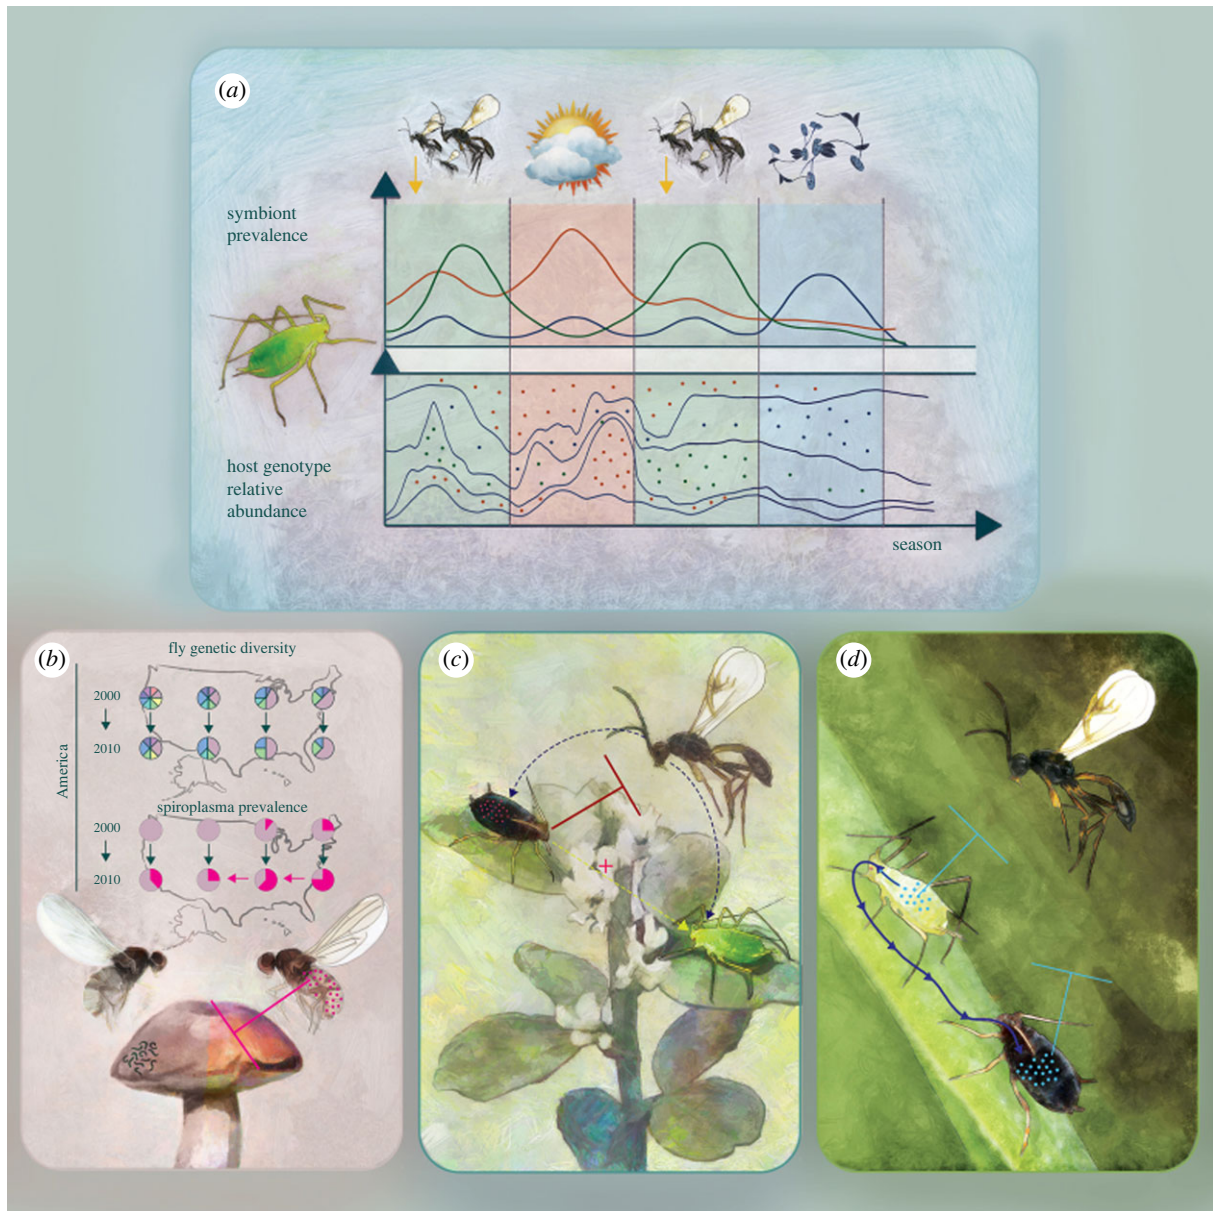 (a)
symbiont
prevalence
host genotype
relative
abundance
season
(b)
fly genetic diversity
2000
2010
America
spiroplasma prevalence
2000
2010
(c)
+
(d)